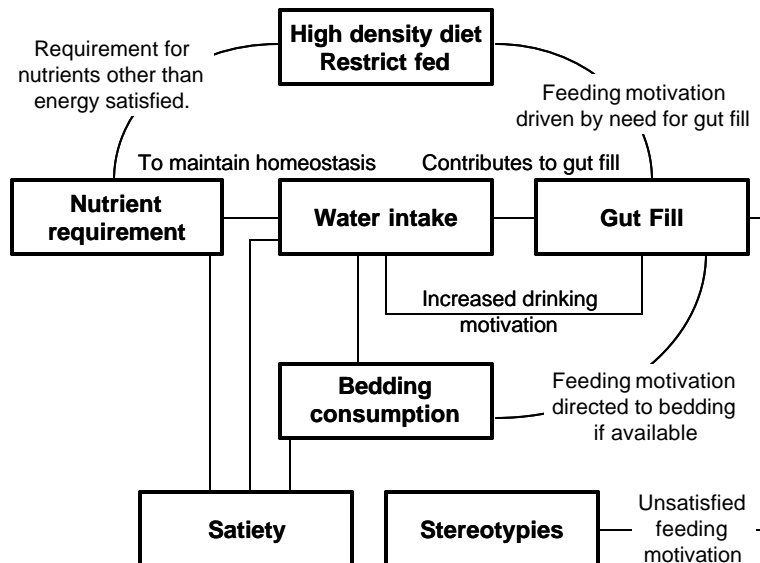 High density diet
Restrict fed
Requirement for
nutrients other than
energy satisfied.
Feeding motivation
driven by need for gut fill
To maintain homeostasis
Contributes to gut fill
Nutrient
requirement
Water intake
Gut Fill
Increased drinking
motivation
Bedding
consumption
Feeding motivation
directed to bedding
if available
Satiety
Stereotypies
Unsatisfied
feeding
motivation